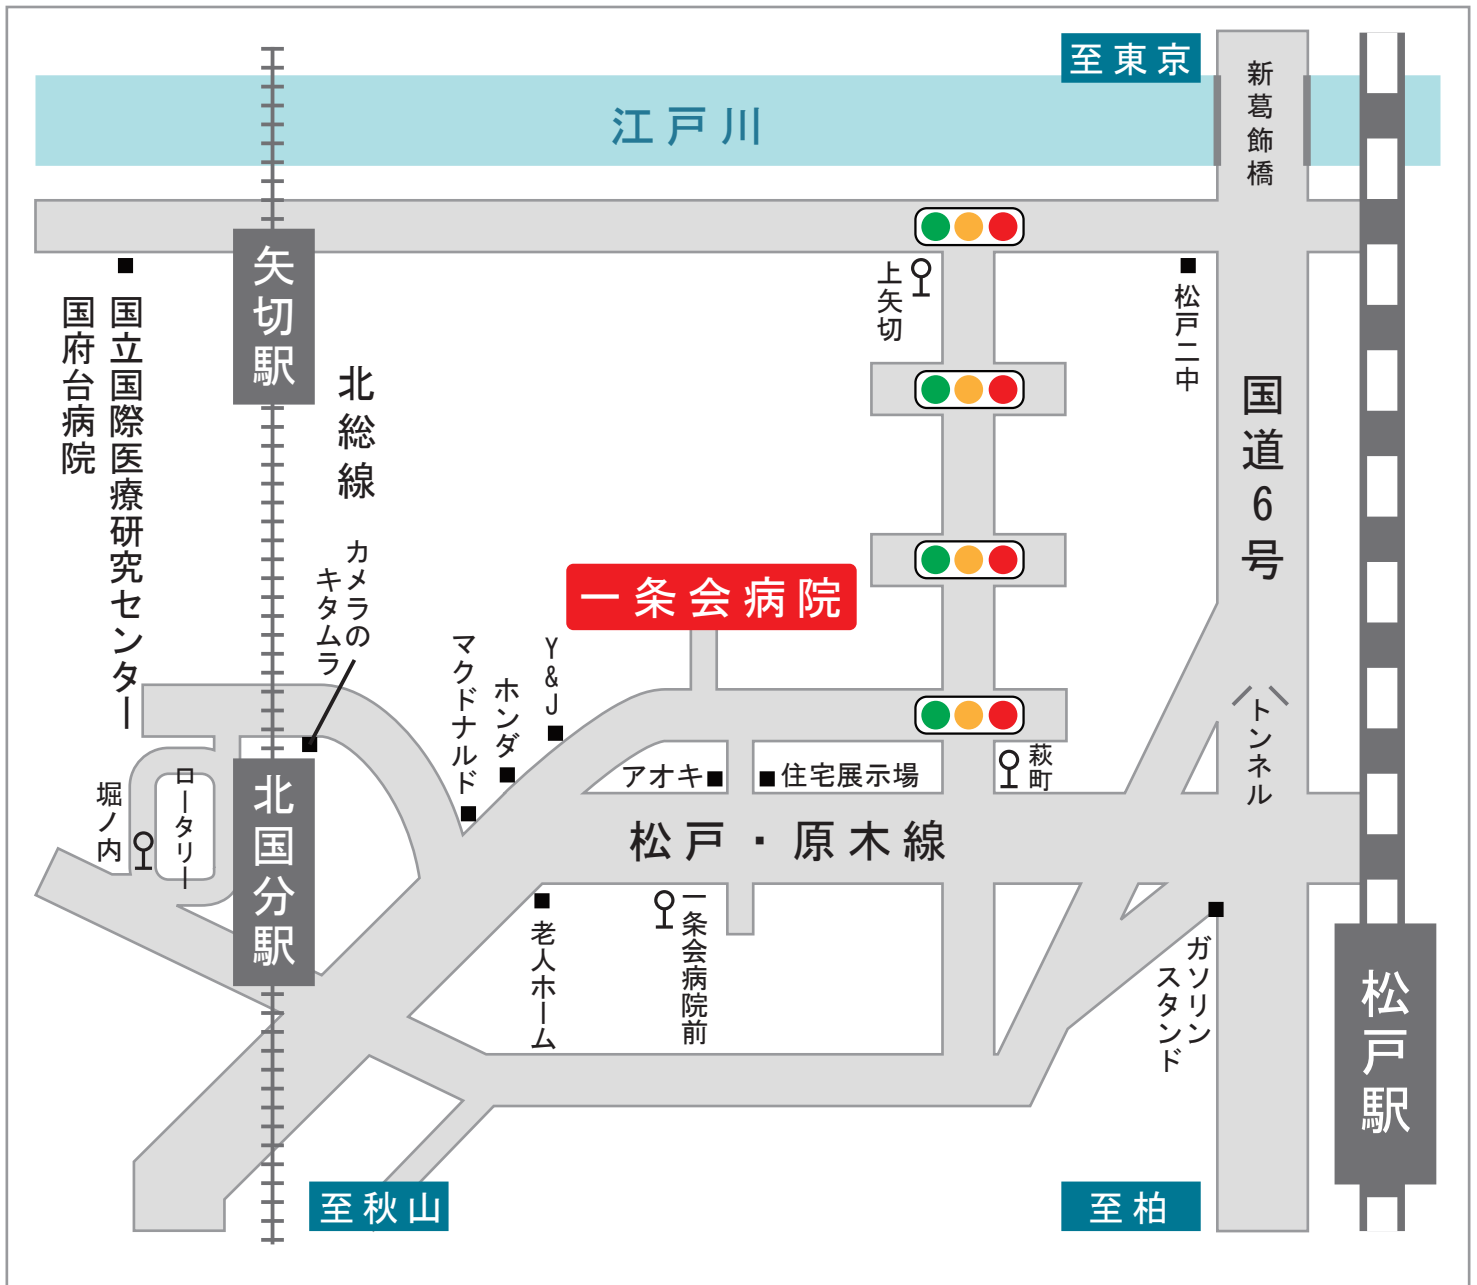 至東京
新葛飾橋
江戸川
矢切駅
上矢切
松戸二中
国立国際医療研究センター
国府台病院
北総線
国道6号
カメラの
キタムラ
一条会病院
マクドナルド
ホンダ
Y&J
トンネル
アオキ
住宅展示場
萩町
堀ノ内
ロータリー
北国分駅
松戸・原木線
老人ホーム
一条会病院前
ガソリン
スタンド
松戸駅
至秋山
至柏